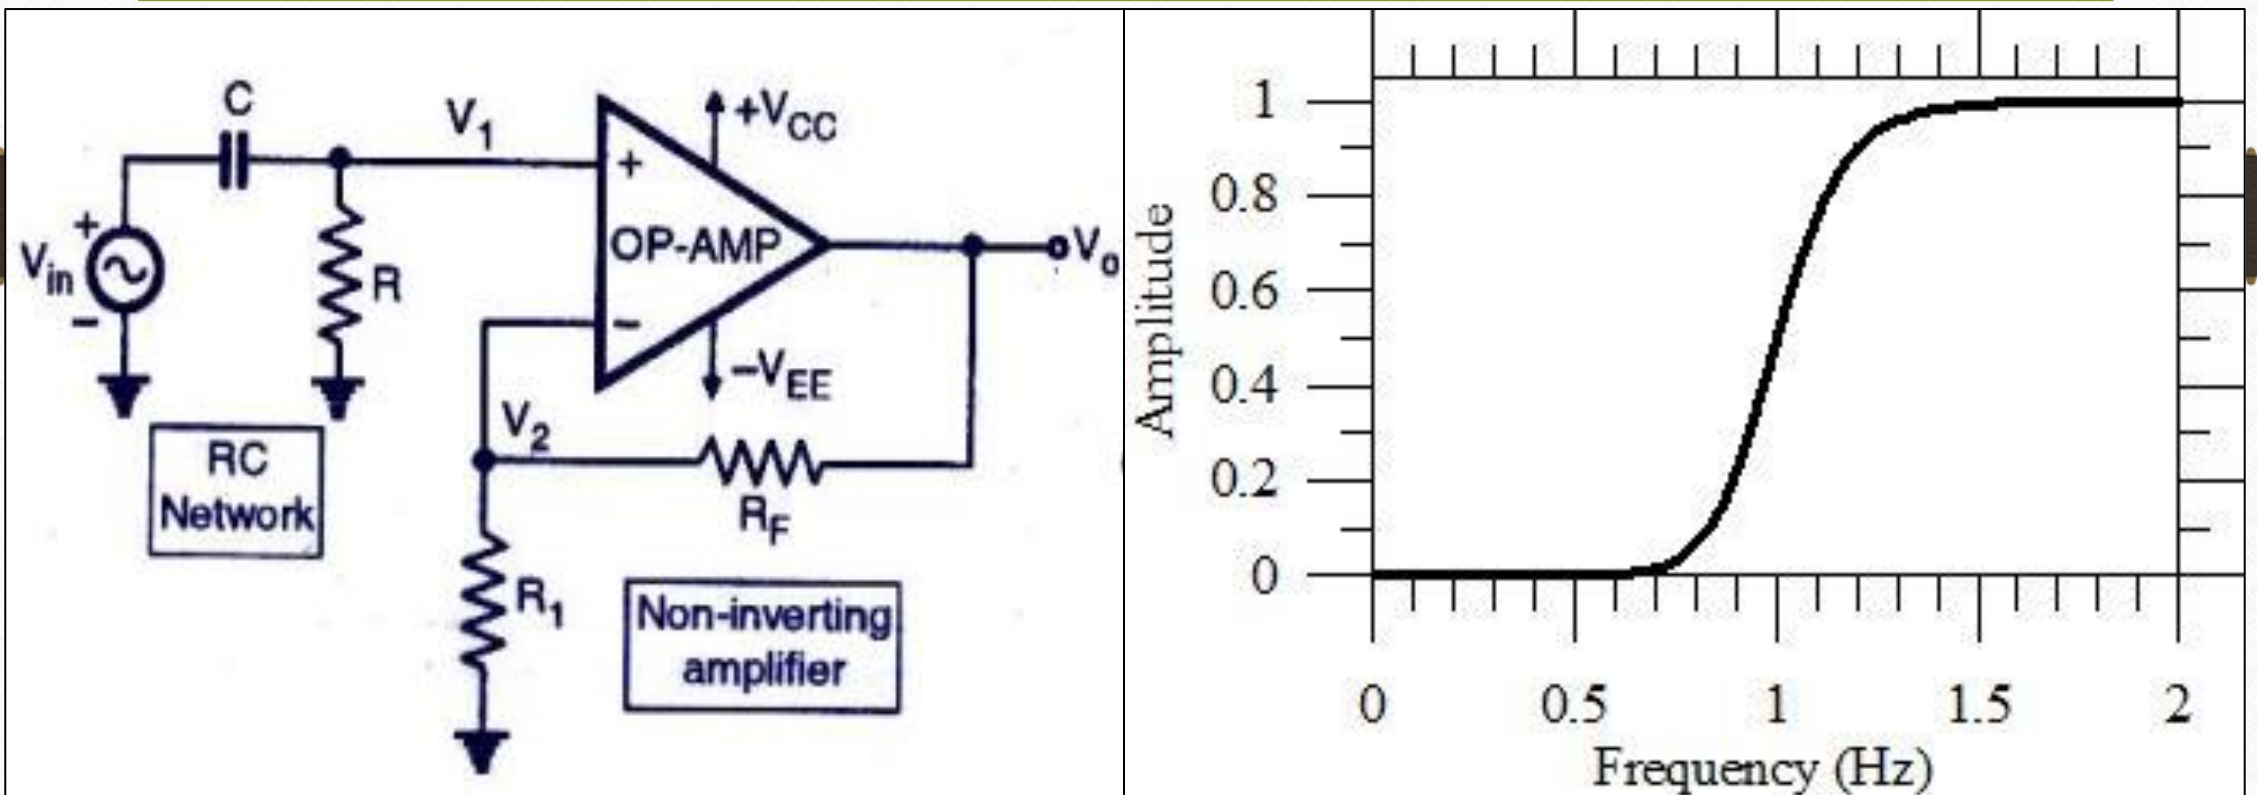 C
V1
+VCC
+
+
OP-AMP
Vo
Vin
R
−
−
−VEE
V2
RC
Network
RF
R1
Non-inverting
amplifier
1
0.8
0.6
0.4
0.2
0
Amplitude
0 0.5 1 1.5 2
Frequency (Hz)